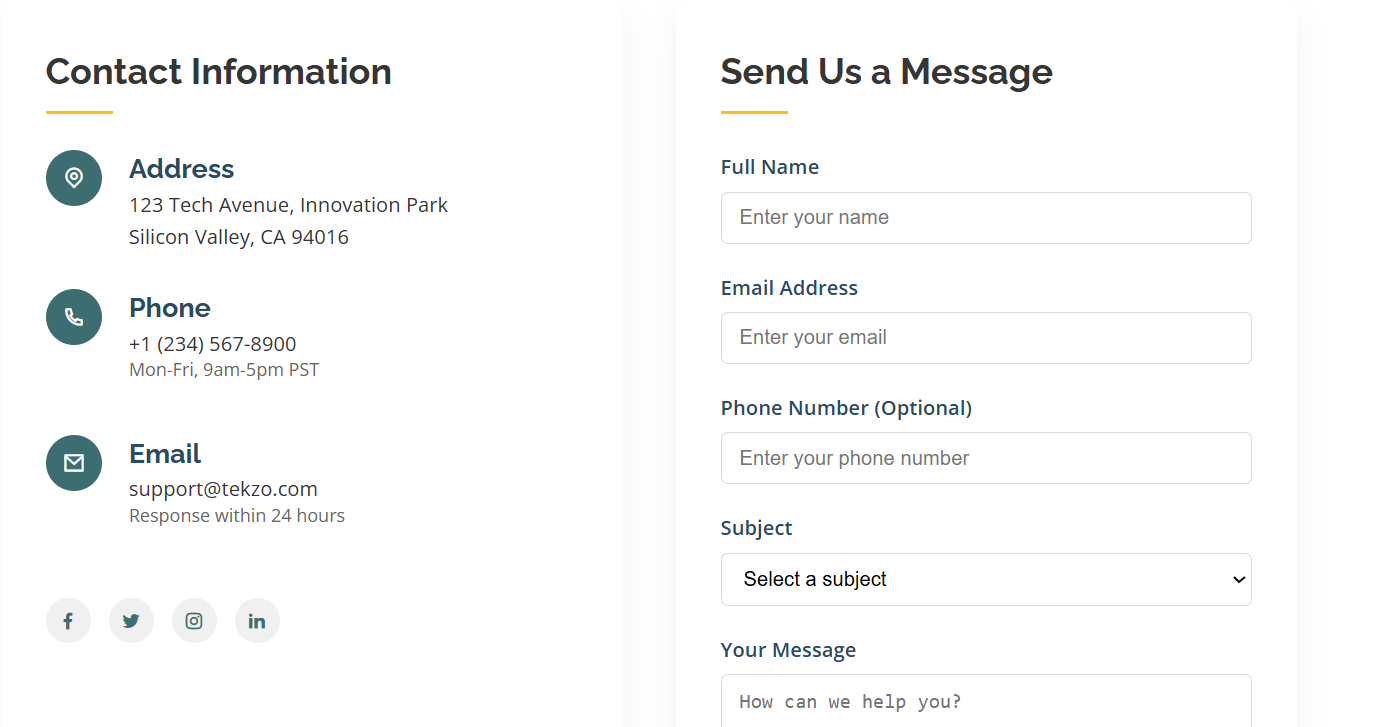 Contact Information
Address
123 Tech Avenue, Innovation Park
Silicon Valley, CA 94016
Phone
+1 (234) 567-8900
Mon-Fri, 9am-5pm PST
Email
support@tekzo.com
Response within 24 hours
Send Us a Message
Full Name
Enter your name
Email Address
Enter your email
Phone Number (Optional)
Enter your phone number
Subject
Select a subject
Your Message
How can we help you?